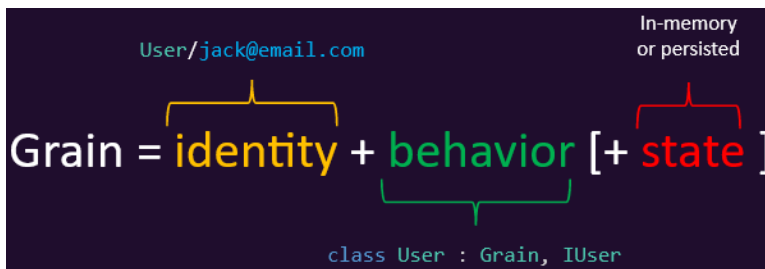 In-memory
or persisted
User/jack@email.com
Grain = identity + behavior [+ state ]
class User : Grain, IUser